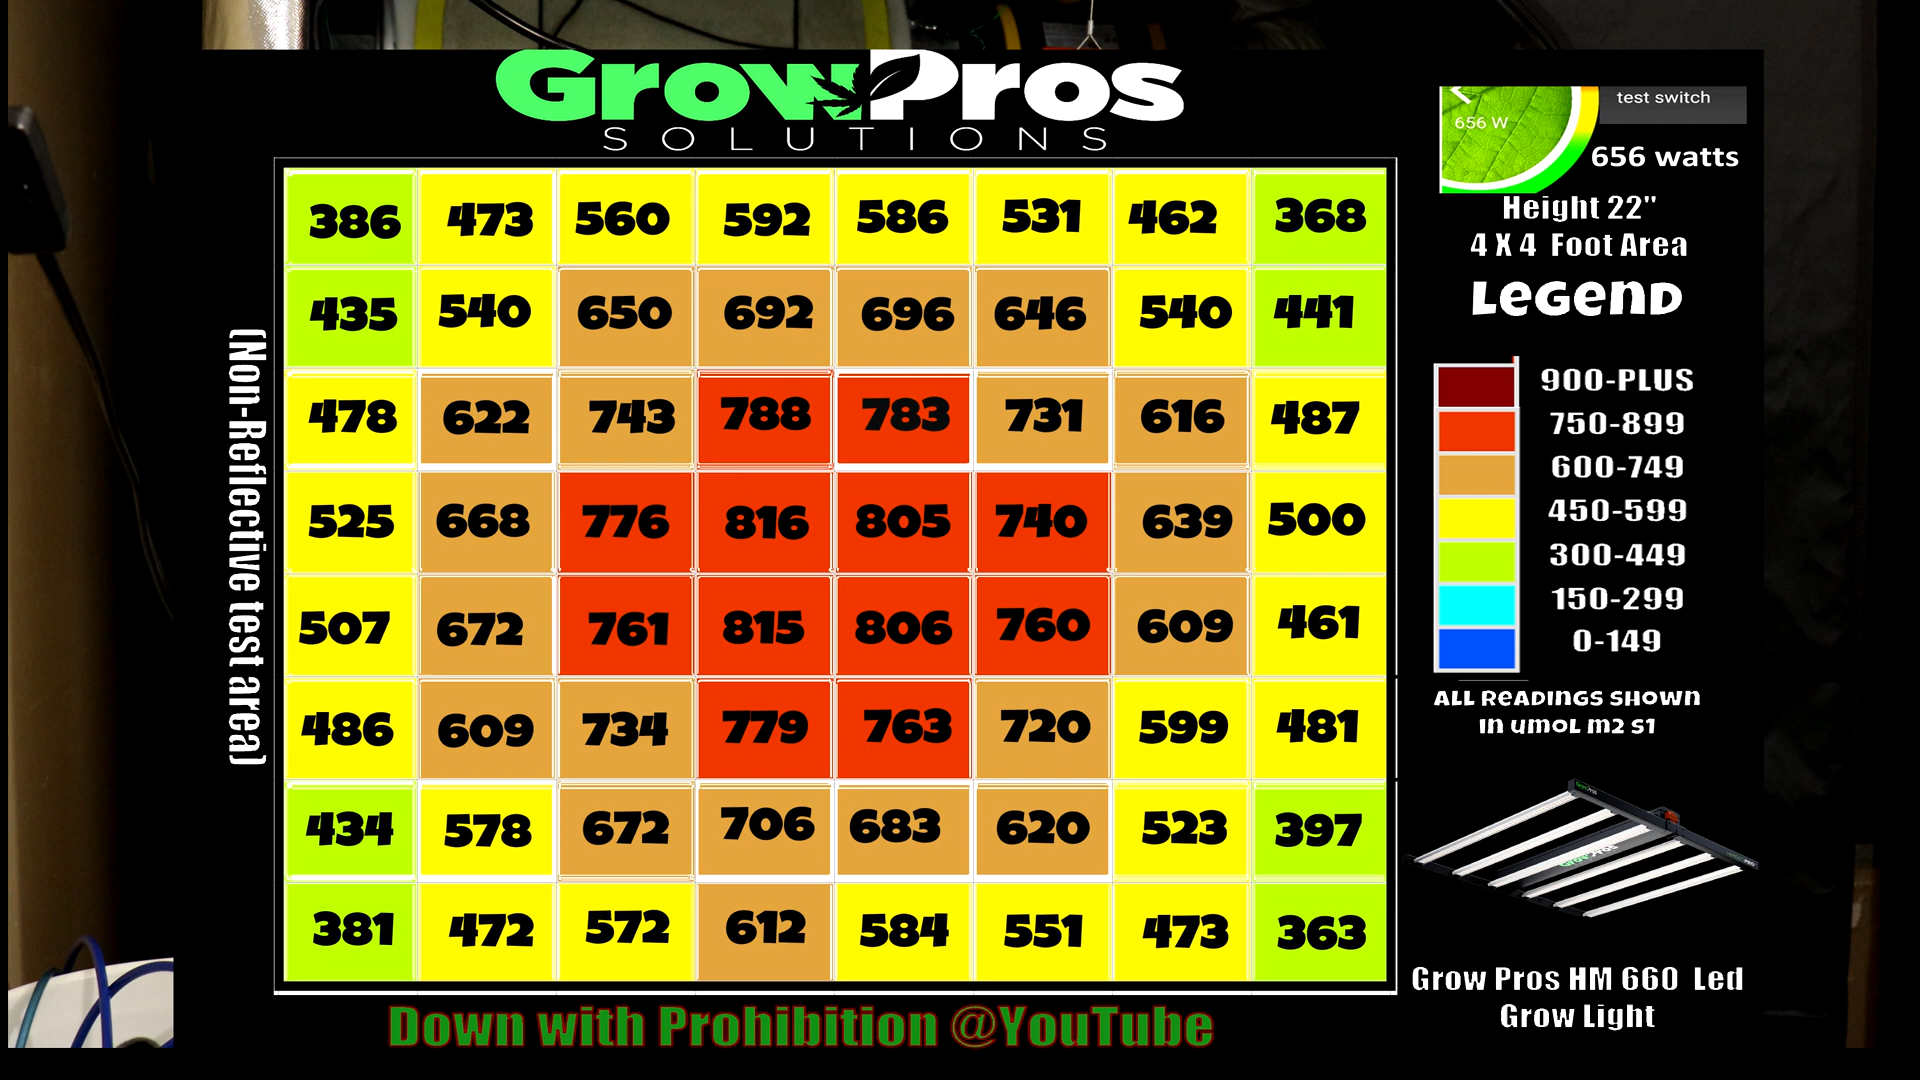 GrowPros
SOLUTIONS
test switch
656 W
656 watts
Height 22"
4 X 4 Foot Area
Legend
900-PLUS
750-899
600-749
450-599
300-449
150-299
0-149
ALL Readings Shown
In umol m2 s1
(Non-Reflective test area)
386 473 560 592 586 531 462 368
435 540 650 692 696 646 540 441
478 622 743 788 783 731 616 487
525 668 776 816 805 740 639 500
507 672 761 815 806 760 609 461
486 609 734 779 763 720 599 481
434 578 672 706 683 620 523 397
381 472 572 612 584 551 473 363
GrowPros
Grow Pros HM 660 Led
Grow Light
Down with Prohibition @YouTube